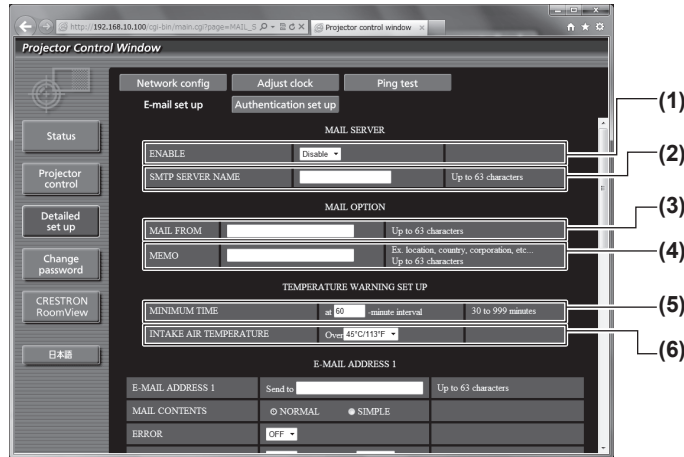 http://192.168.10.100/cgi-bin/main.cgi?page=MAIL_S
Projector control window
Projector Control Window
Network config
Adjust clock
Ping test
E-mail set up
Authentication set up
Status
Projector control
Detailed set up
Change password
CRESTRON RoomView
日本語
MAIL SERVER
ENABLE Disable
(1)
SMTP SERVER NAME Up to 63 characters
(2)
MAIL OPTION
MAIL FROM Up to 63 characters
(3)
MEMO Ex. location, country, corporation, etc...
Up to 63 characters
(4)
TEMPERATURE WARNING SET UP
MINIMUM TIME at 60 -minute interval 30 to 999 minutes
(5)
INTAKE AIR TEMPERATURE Over 45°C/113°F
(6)
E-MAIL ADDRESS 1
E-MAIL ADDRESS 1 Send to Up to 63 characters
MAIL CONTENTS NORMAL SIMPLE
ERROR OFF